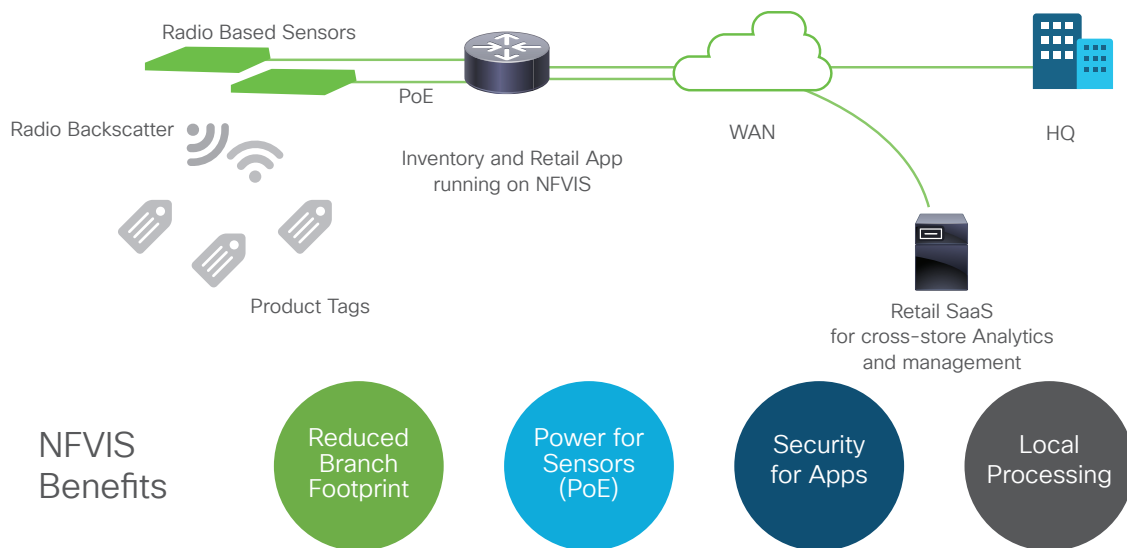 Radio Based Sensors
PoE
Radio Backscatter
Inventory and Retail App
running on NFVIS
WAN
HQ
Product Tags
Retail SaaS
for cross-store Analytics
and management
NFVIS
Benefits
Reduced
Branch
Footprint
Power for
Sensors
(PoE)
Security
for Apps
Local
Processing